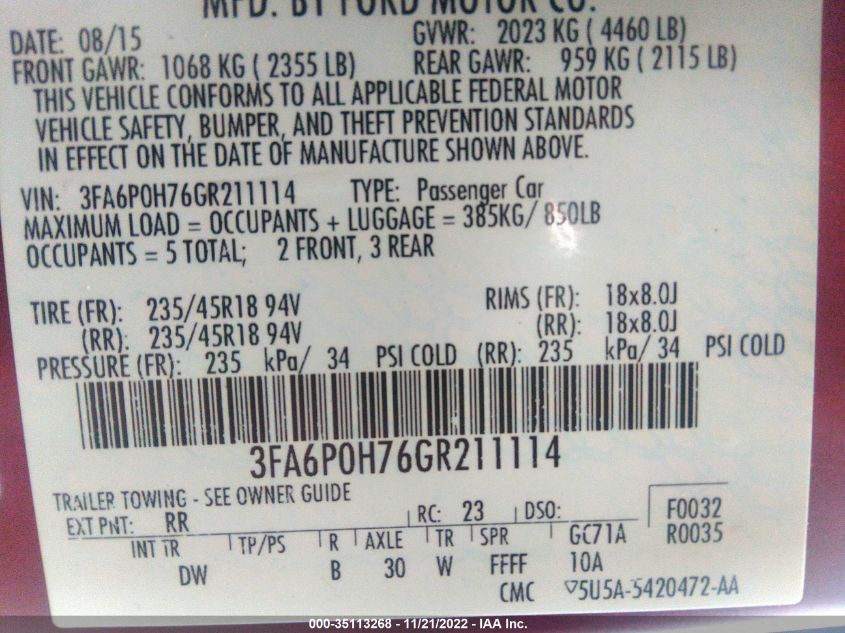 MFD. BY FORD MOTOR CO.
DATE: 08/15 GVWR: 2023 KG ( 4460 LB)
FRONT GAWR: 1068 KG ( 2355 LB) REAR GAWR: 959 KG ( 2115 LB)
THIS VEHICLE CONFORMS TO ALL APPLICABLE FEDERAL MOTOR
VEHICLE SAFETY, BUMPER, AND THEFT PREVENTION STANDARDS
IN EFFECT ON THE DATE OF MANUFACTURE SHOWN ABOVE.
VIN: 3FA6P0H76GR211114 TYPE: Passenger Car
MAXIMUM LOAD = OCCUPANTS + LUGGAGE = 385KG/ 850LB
OCCUPANTS = 5 TOTAL; 2 FRONT, 3 REAR
TIRE (FR): 235/45R18 94V RIMS (FR): 18x8.0J
(RR): 235/45R18 94V (RR): 18x8.0J
PRESSURE (FR): 235 kPa/ 34 PSI COLD (RR): 235 kPa/ 34 PSI COLD
3FA6P0H76GR211114
TRAILER TOWING - SEE OWNER GUIDE
EXT PNT: RR RC: 23 DSO: F0032
INT TR TP/PS R AXLE TR SPR GC71A R0035
DW B 30 W FFFF 10A
CMC ▽5U5A-5420472-AA
000-35113268 - 11/21/2022 - IAA Inc.